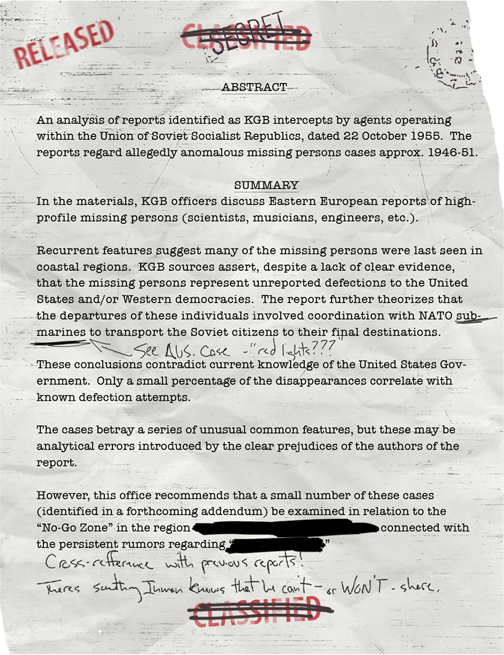 RELEASED
CLASSIFIED
SECRET
ABSTRACT
An analysis of reports identified as KGB intercepts by agents operating
within the Union of Soviet Socialist Republics, dated 22 October 1955. The
reports regard allegedly anomalous missing persons cases approx. 1946-51.
SUMMARY
In the materials, KGB officers discuss Eastern European reports of high-
profile missing persons (scientists, musicians, engineers, etc.).
Recurrent features suggest many of the missing persons were last seen in
coastal regions. KGB sources assert, despite a lack of clear evidence,
that the missing persons represent unreported defections to the United
States and/or Western democracies. The report further theorizes that
the departures of these individuals involved coordination with NATO sub-
marines to transport the Soviet citizens to their final destinations.
See AUS. Case - "red lights???"
These conclusions contradict current knowledge of the United States Gov-
ernment. Only a small percentage of the disappearances correlate with
known defection attempts.
The cases betray a series of unusual common features, but these may be
analytical errors introduced by the clear prejudices of the authors of the
report.
However, this office recommends that a small number of these cases
(identified in a forthcoming addendum) be examined in relation to the
“No-Go Zone” in the region connected with
the persistent rumors regarding “ ”
Cross-refference with previous reports!
Theres somthing Inman knows that he can't - or WON'T - share.
CLASSIFIED